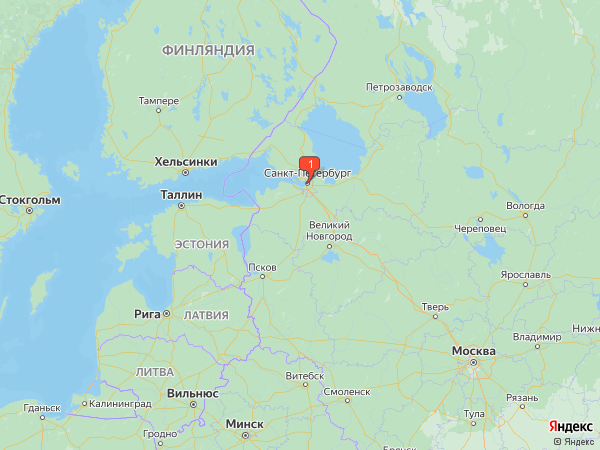 ФИНЛЯНДИЯ
Петрозаводск
Тампере
Хельсинки
1
Санкт-Петербург
Стокгольм
Таллин
Вологда
Череповец
Великий
Новгород
ЭСТОНИЯ
Псков
Ярославль
Рига
ЛАТВИЯ
Тверь
Нижн
Владимир
Москва
ЛИТВА
Витебск
Вильнюс
Смоленск
Рязань
Калининград
Гданьск
Тула
Минск
Гродно
Брянск
Яндекс
© Яндекс